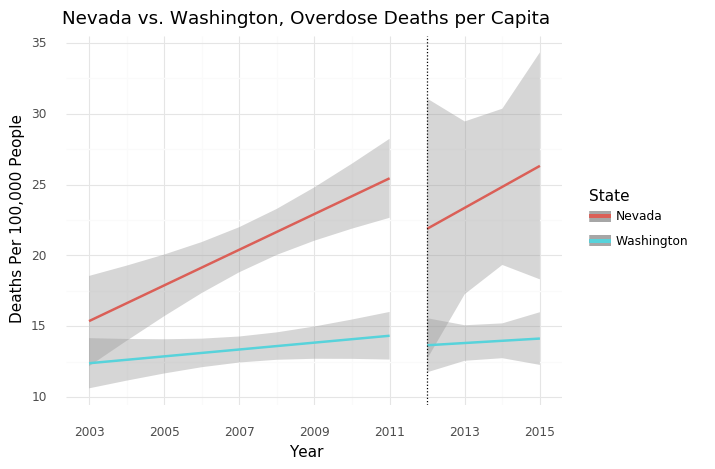 Nevada vs. Washington, Overdose Deaths per Capita
35
30
25
20
15
10
Deaths Per 100,000 People
2003 2005 2007 2009 2011 2013 2015
Year
State
Nevada
Washington